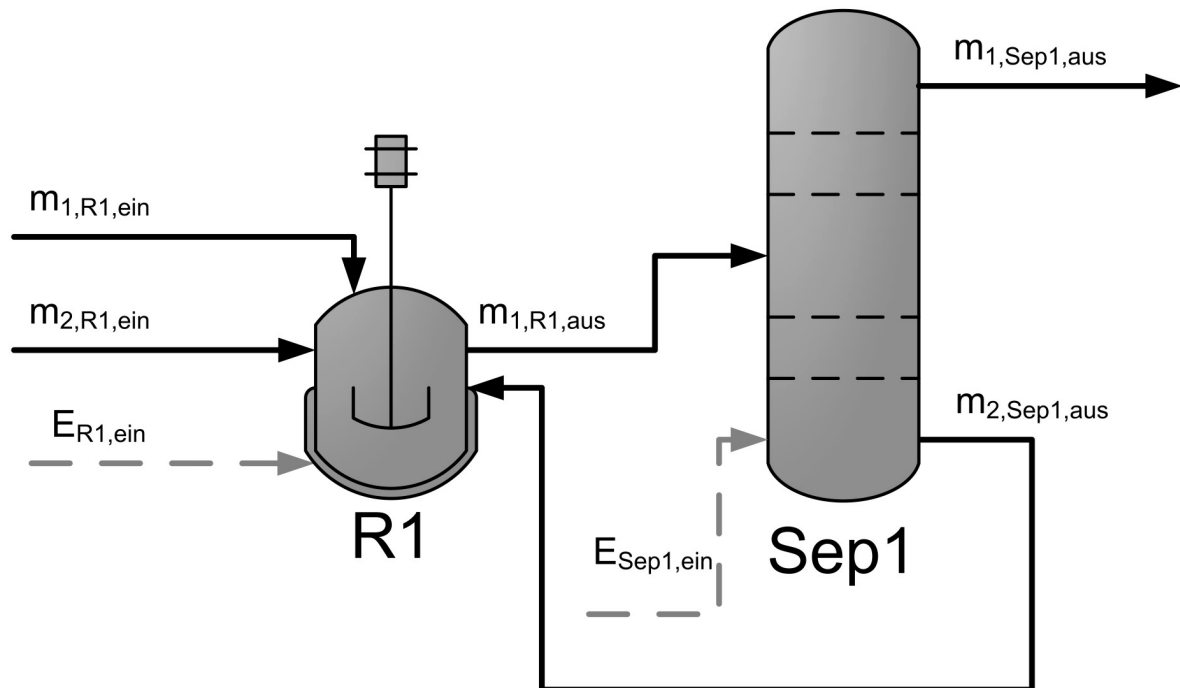 m1,Sep1,aus
m1,R1,ein
m2,R1,ein
m1,R1,aus
ER1,ein
m2,Sep1,aus
R1
ESep1,ein
Sep1